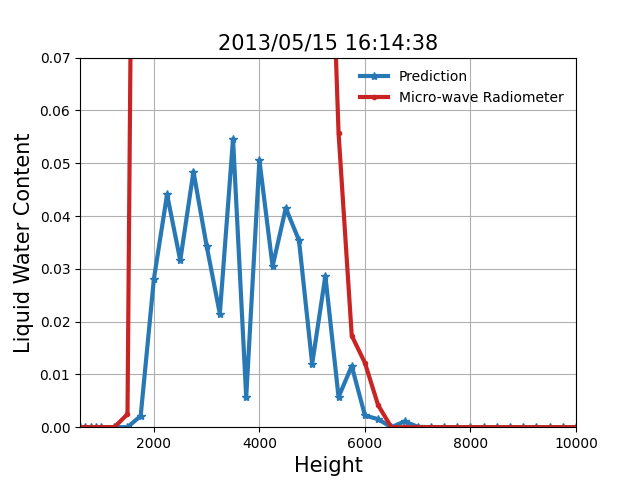 2013/05/15 16:14:38
Prediction
Micro-wave Radiometer
Liquid Water Content
0.07
0.06
0.05
0.04
0.03
0.02
0.01
0.00
2000 4000 6000 8000 10000
Height